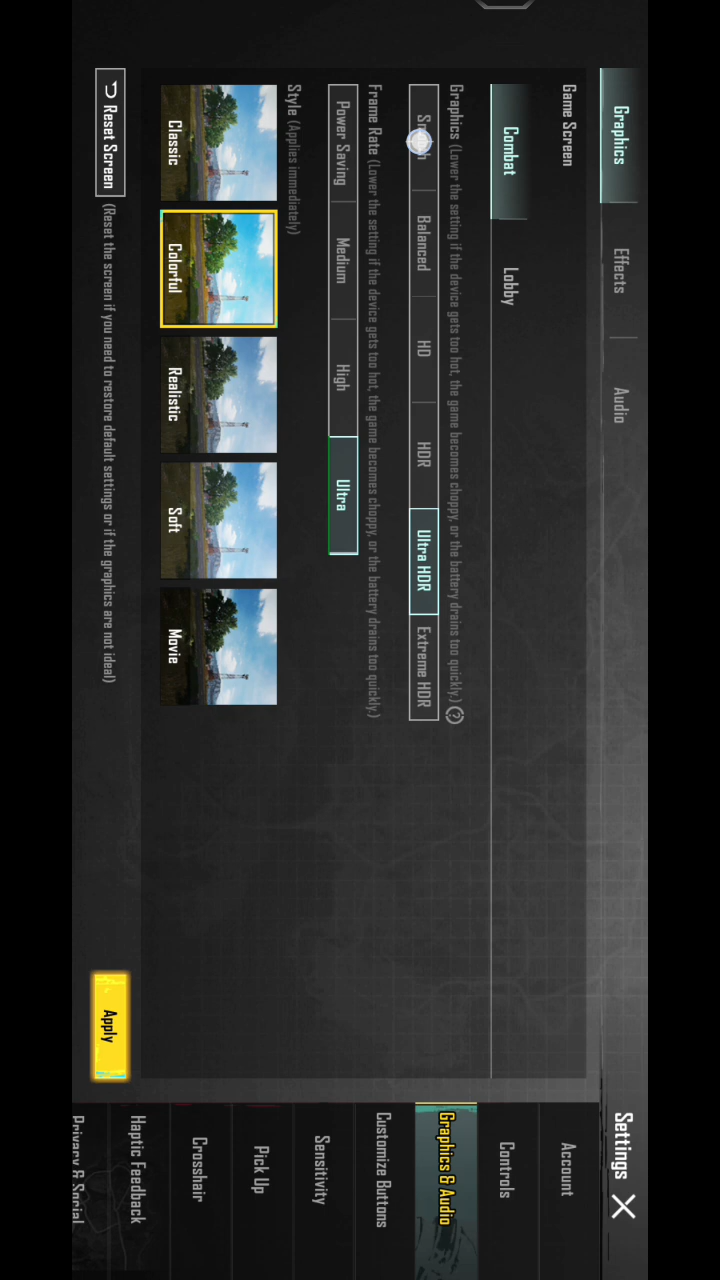 Graphics Effects Audio
Settings
Account
Controls
Graphics & Audio
Customize Buttons
Sensitivity
Pick Up
Crosshair
Haptic Feedback
Privacy & Social
Game Screen
Combat Lobby
Graphics (Lower the setting if the device gets too hot, the game becomes choppy, or the battery drains too quickly.) ?
Smooth Balanced HD HDR Ultra HDR Extreme HDR
Frame Rate (Lower the setting if the device gets too hot, the game becomes choppy, or the battery drains too quickly.)
Power Saving Medium High Ultra
Style (Applies immediately)
Classic Colorful Realistic Soft Movie
Reset Screen (Reset the screen if you need to restore default settings or if the graphics are not ideal)
Apply